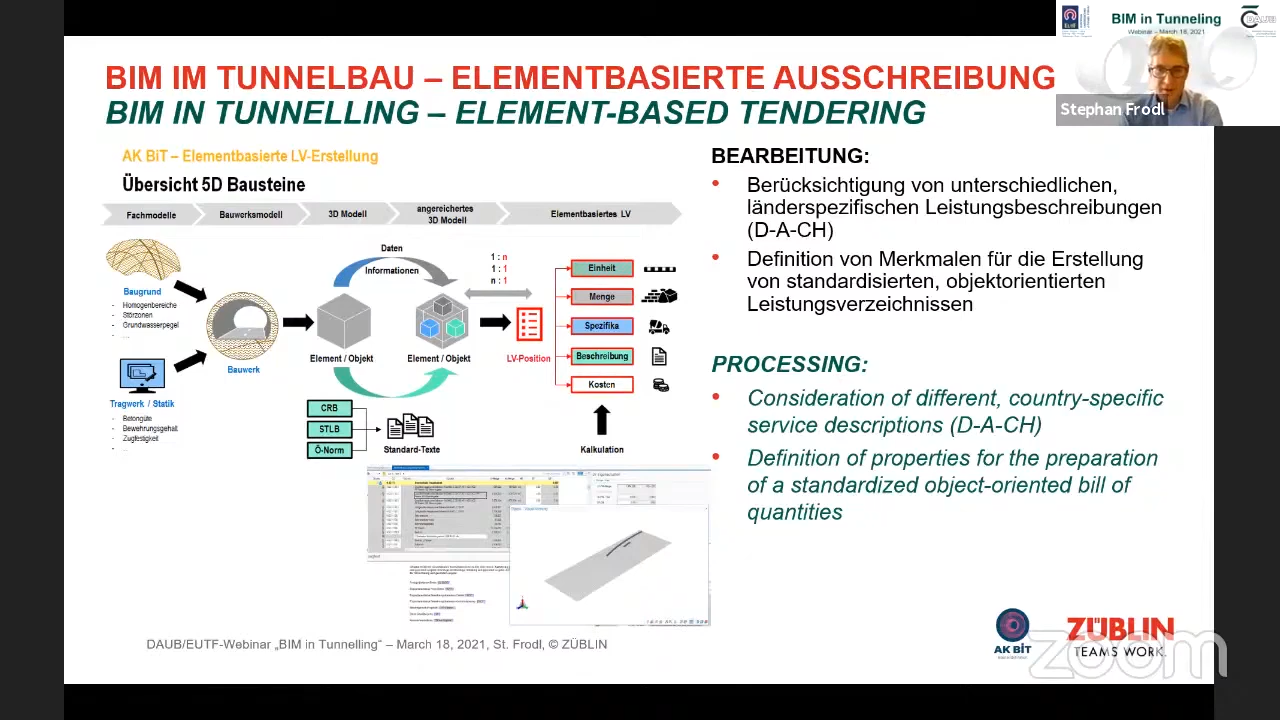 BIM in Tunneling
Webinar – March 18, 2021
DAUB
Stephan Frodl
BIM IM TUNNELBAU – ELEMENTBASIERTE AUSSCHREIBUNG
BIM IN TUNNELLING – ELEMENT-BASED TENDERING
AK BiT – Elementbasierte LV-Erstellung
Übersicht 5D Bausteine
Fachmodelle
Bauwerksmodell
3D Modell
angereichertes
3D Modell
Elementbasiertes LV
Daten
Informationen
1 : n
1 : 1
n : 1
Baugrund
- Homogenbereiche
- Störzonen
- Grundwasserpegel
- ....
Bauwerk
Tragwerk / Statik
- Betongüte
- Bewehrungsgehalt
- Zugfestigkeit
- ...
Element / Objekt
Element / Objekt
LV-Position
Einheit
Menge
Spezifika
Beschreibung
Kosten
Kalkulation
CRB
STLB
Ö-Norm
Standard-Texte
BEARBEITUNG:
• Berücksichtigung von unterschiedlichen,
länderspezifischen Leistungsbeschreibungen
(D-A-CH)
• Definition von Merkmalen für die Erstellung
von standardisierten, objektorientierten
Leistungsverzeichnissen
PROCESSING:
• Consideration of different, country-specific
service descriptions (D-A-CH)
• Definition of properties for the preparation
of a standardized object-oriented bill of
quantities
DAUB/EUTF-Webinar „BIM in Tunnelling“ – March 18, 2021, St. Frodl, © ZÜBLIN
AK BiT
ZÜBLIN
TEAMS WORK.
zoom